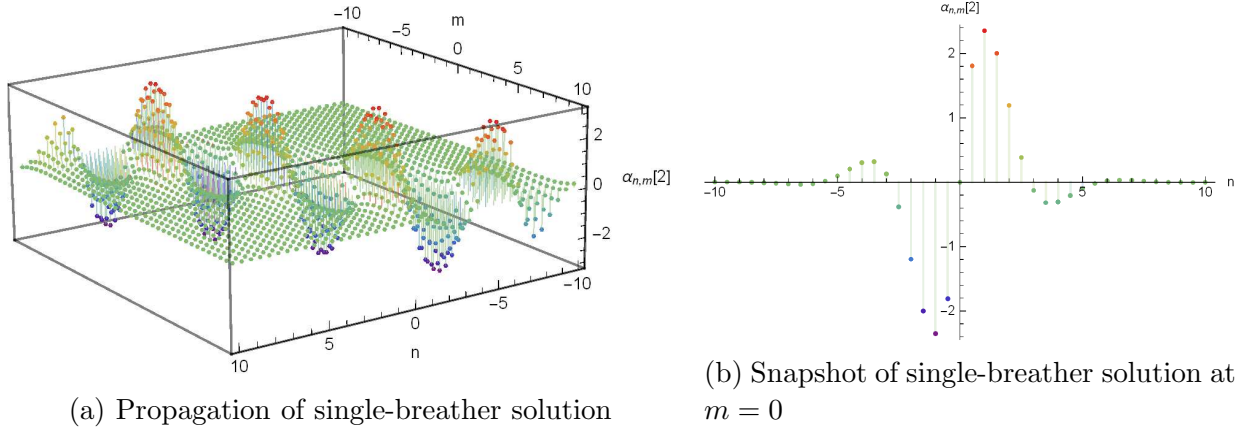 -10
-5
m
0
5
10
2
0
α_{n,m}[2]
-2
-10
-5
0
n
5
10
α_{n,m}[2]
2
1
-10
-5
5
10
n
-1
-2
(a) Propagation of single-breather solution
(b) Snapshot of single-breather solution at
m = 0